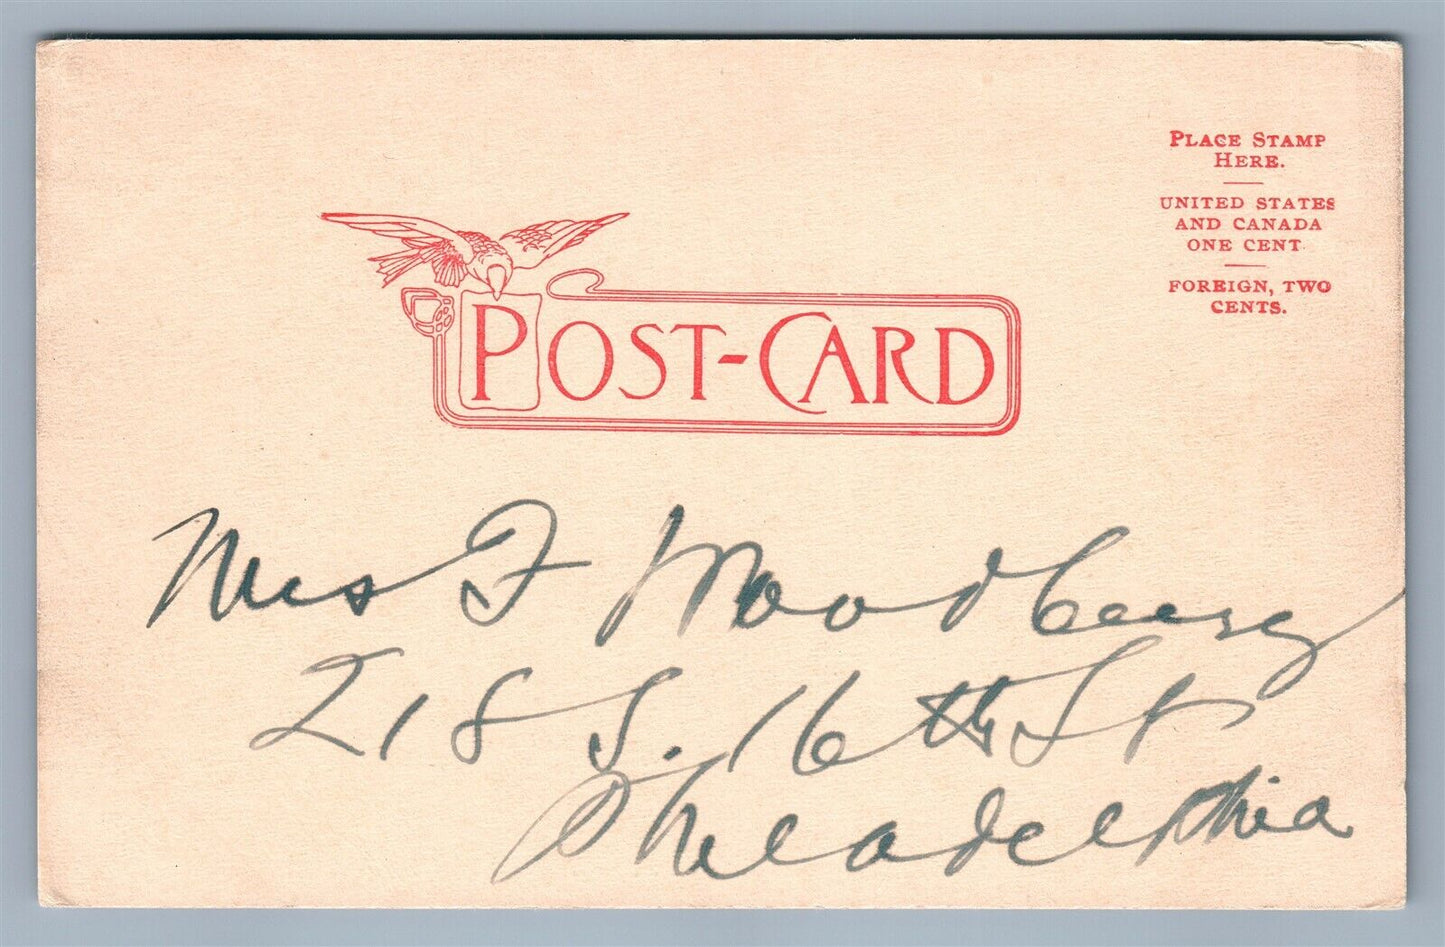 PLACE STAMP
HERE.
UNITED STATES
AND CANADA
ONE CENT
FOREIGN, TWO
CENTS.
POST-CARD
Mrs F Woodbury
218 S. 16th St
Philadelphia